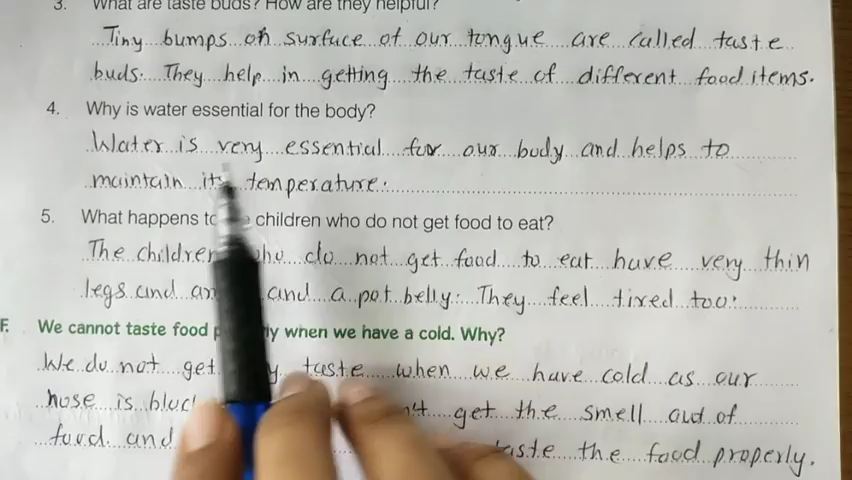 3. What are taste buds? How are they helpful?
Tiny bumps on surface of our tongue are called taste
buds. They help in getting the taste of different food items.
4. Why is water essential for the body?
Water is very essential for our body and helps to
maintain its temperature.
5. What happens to children who do not get food to eat?
The children who do not get food to eat have very thin
legs and and a pot belly. They feel tired too.
F. We cannot taste food when we have a cold. Why?
We do not get taste when we have cold as our
nose is get the smell out of
food and taste the food properly.